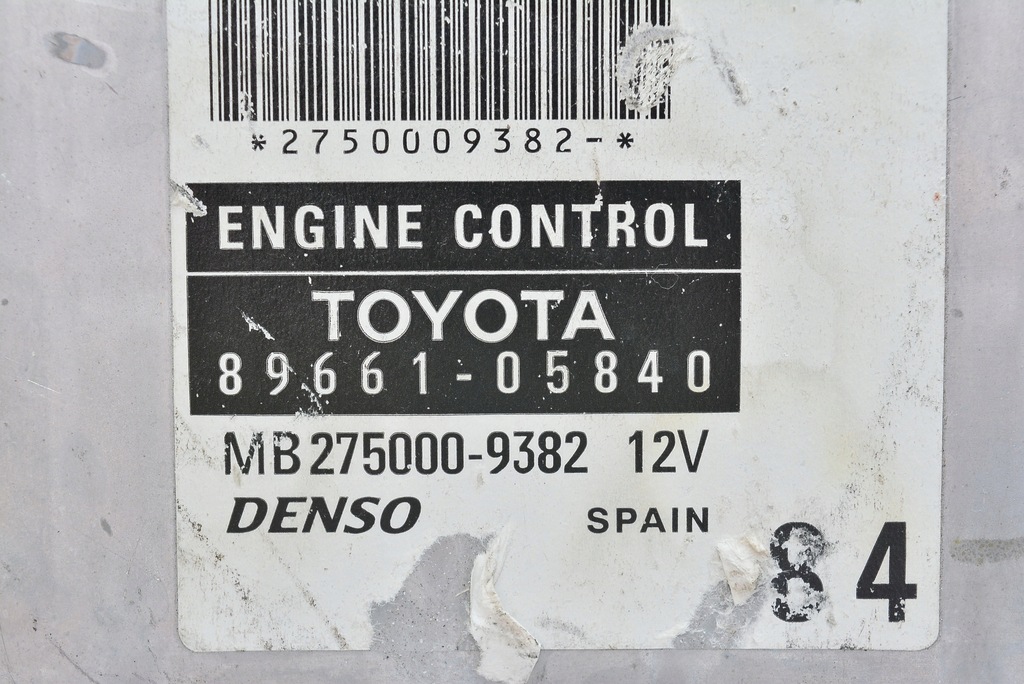 *2750009382-*
ENGINE CONTROL
TOYOTA
89661-05840
MB275000-9382 12V
DENSO SPAIN
84